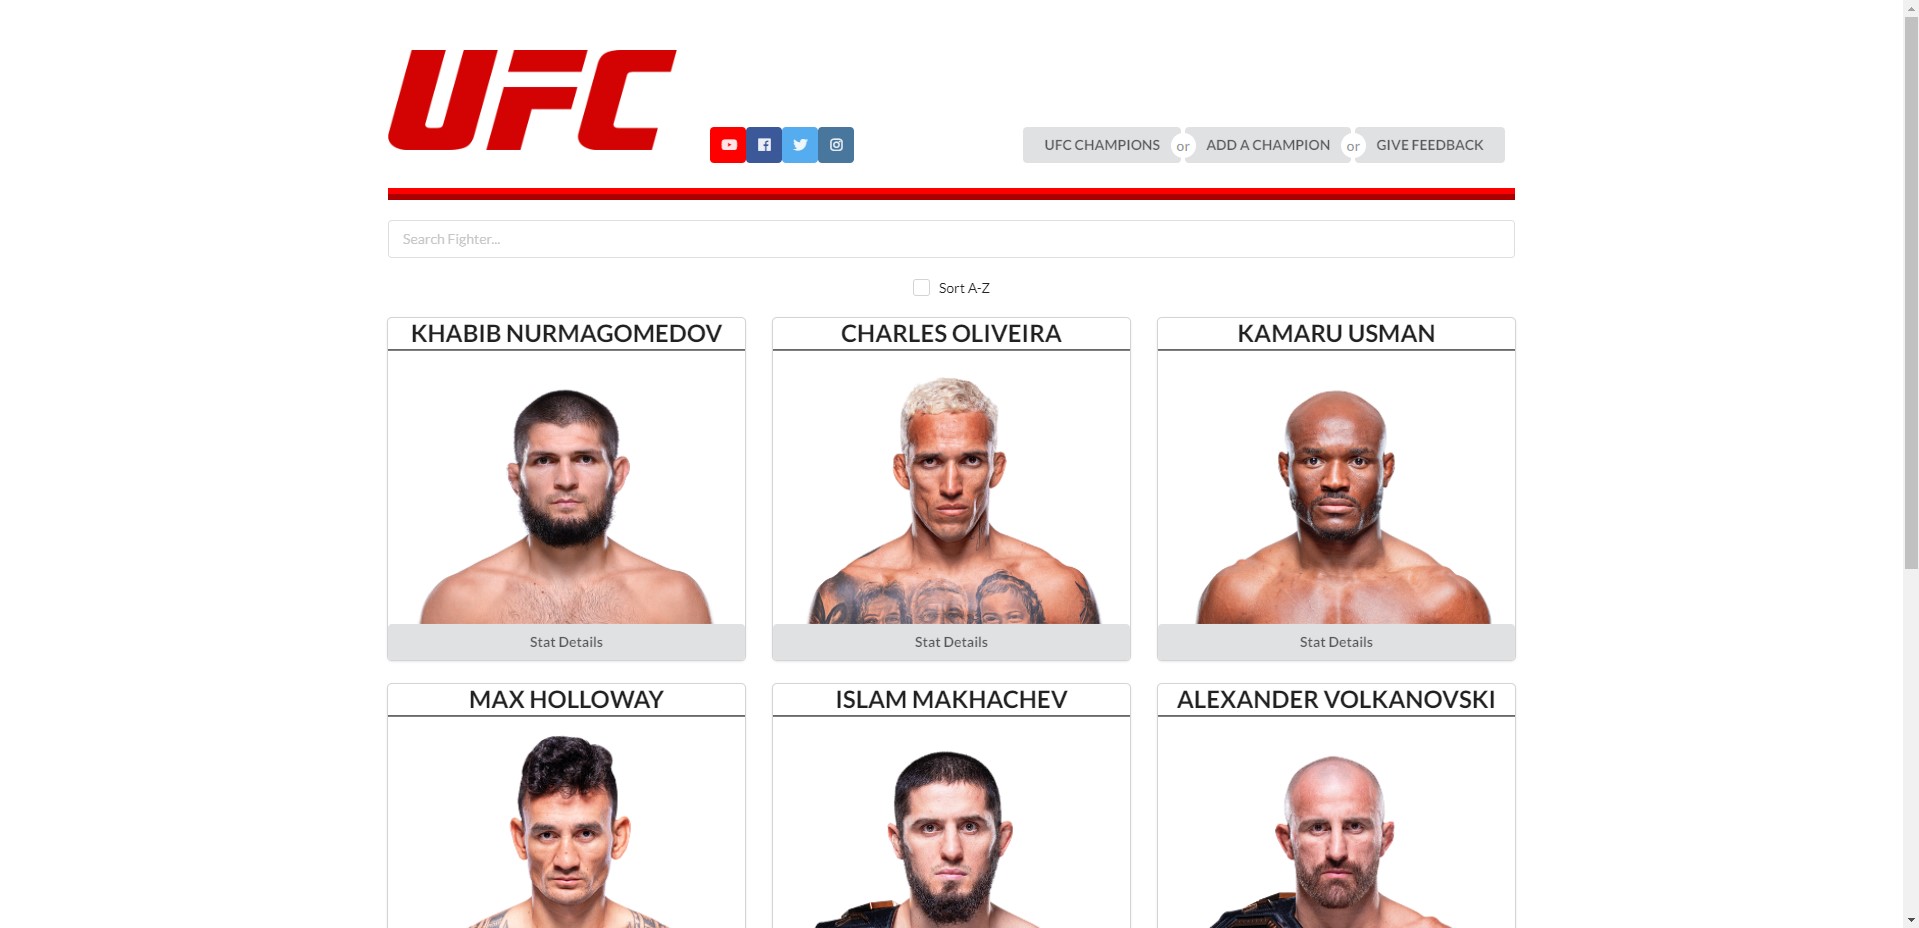 UFC
UFC CHAMPIONS or ADD A CHAMPION or GIVE FEEDBACK
Search Fighter...
Sort A-Z
KHABIB NURMAGOMEDOV
CHARLES OLIVEIRA
KAMARU USMAN
Stat Details
Stat Details
Stat Details
MAX HOLLOWAY
ISLAM MAKHACHEV
ALEXANDER VOLKANOVSKI